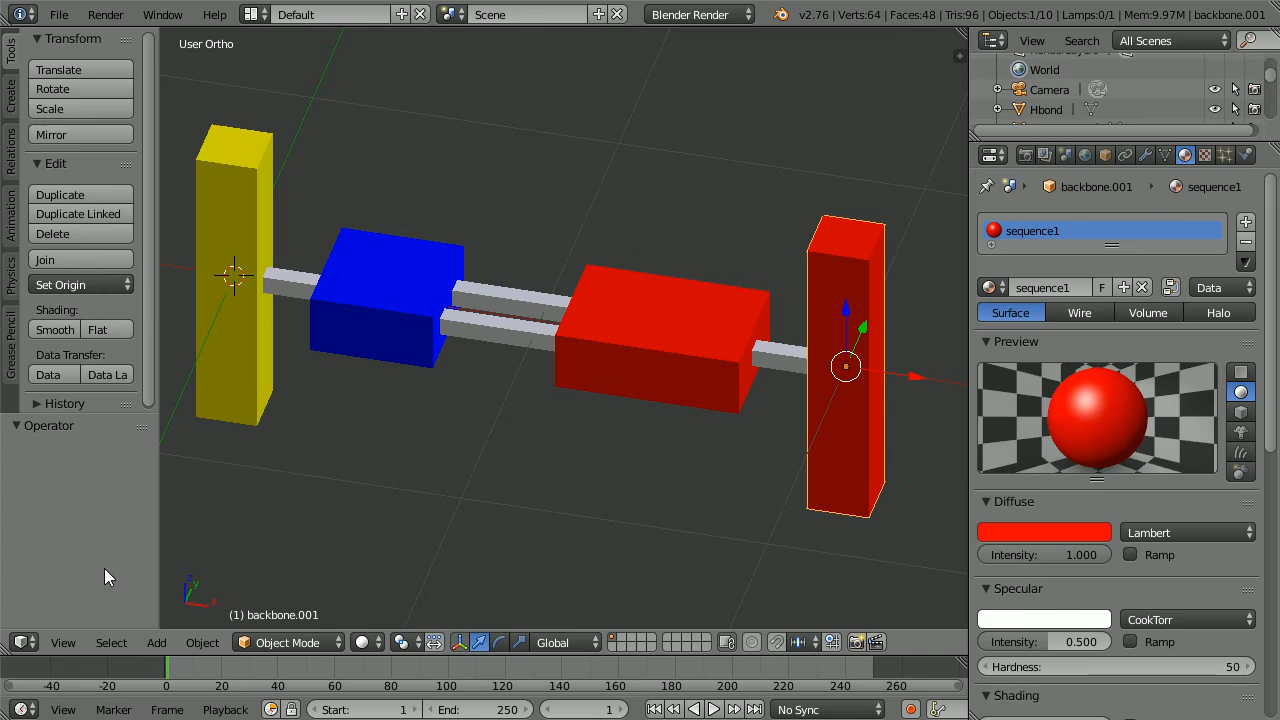 File Render Window Help Default Scene Blender Render v2.76 | Verts:64 | Faces:48 | Tris:96 | Objects:1/10 | Lamps:0/1 | Mem:9.97M | backbone.001
Tools
Create
Relations
Animation
Physics
Grease Pencil
Transform
Translate
Rotate
Scale
Mirror
Edit
Duplicate
Duplicate Linked
Delete
Join
Set Origin
Shading:
Smooth Flat
Data Transfer:
Data Data La
History
Operator
User Ortho
z
y
x
(1) backbone.001
View Select Add Object Object Mode Global
-40 -20 0 20 40 60 80 100 120 140 160 180 200 220 240 260
View Marker Frame Playback Start: 1 End: 250 1 No Sync
View Search All Scenes
World
Camera
Hbond
backbone.001 sequence1
sequence1
sequence1 F Data
Surface Wire Volume Halo
Preview
Diffuse
Lambert
Intensity: 1.000 Ramp
Specular
CookTorr
Intensity: 0.500 Ramp
Hardness: 50
Shading